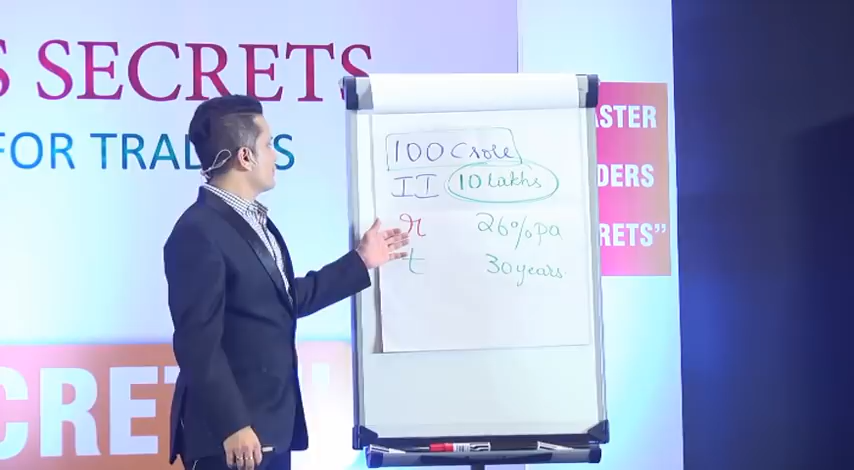 S SECRETS
FOR TRADERS
100 Crore
II 10 Lakhs
r 26% pa
t 30 years
ASTER
DERS
RETS”
CRET